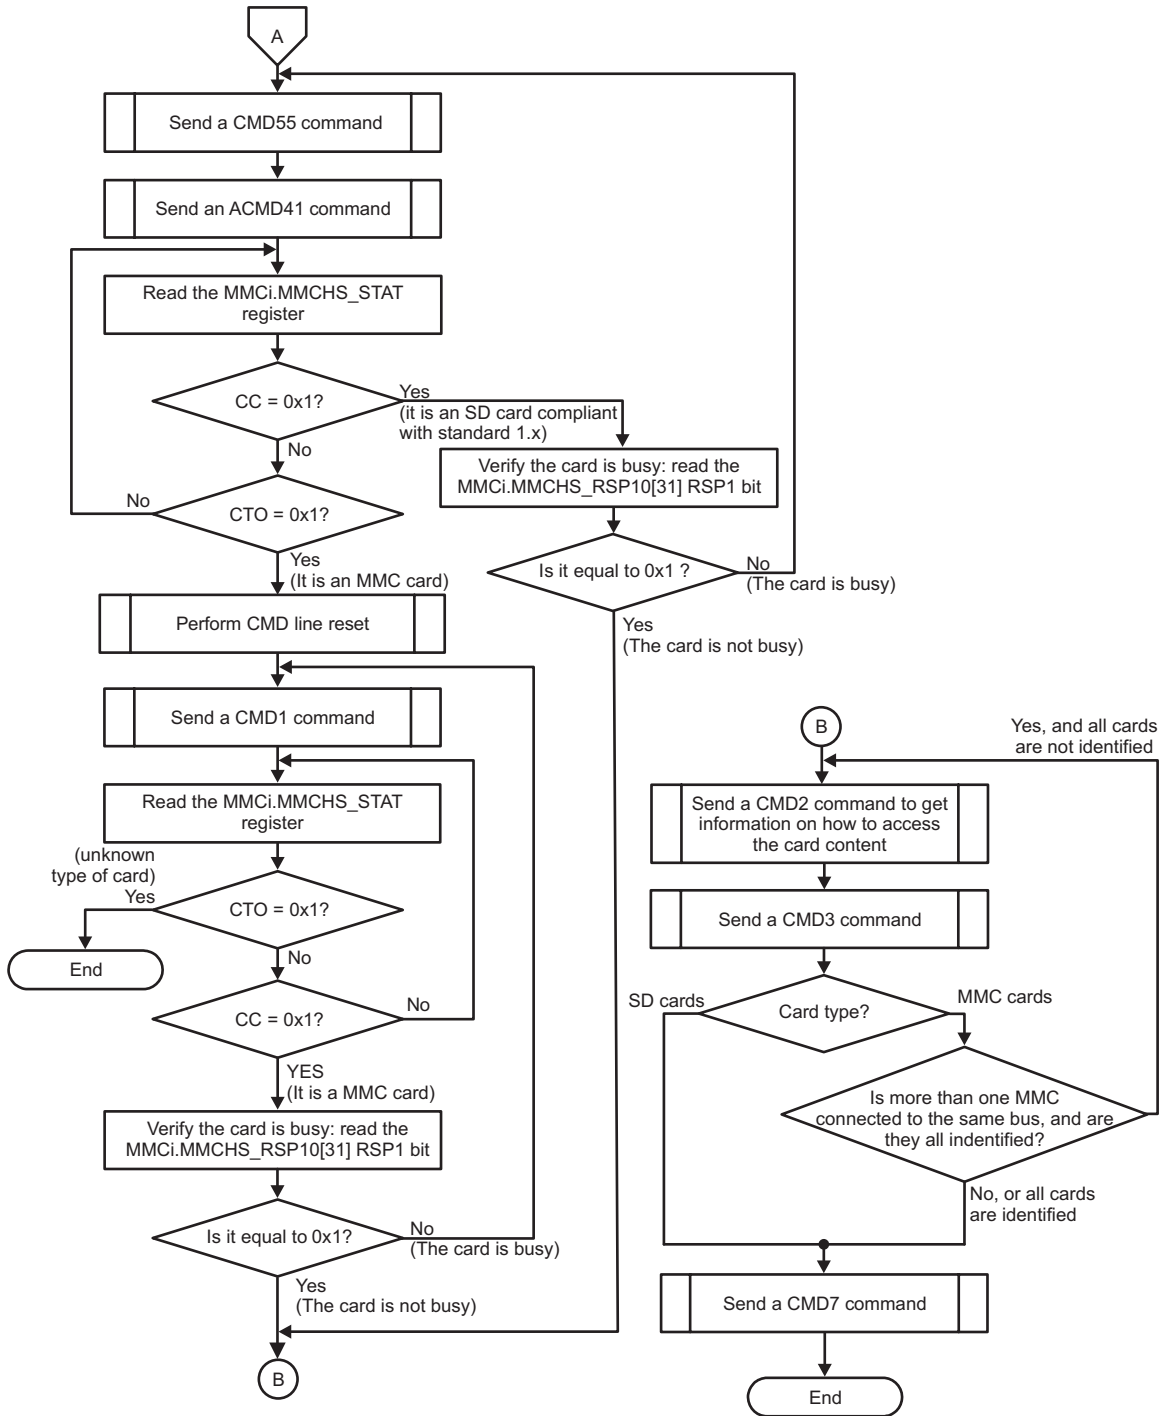 A
Send a CMD55 command
Send an ACMD41 command
Read the MMCi.MMCHS_STAT
register
CC = 0x1?
Yes
(it is an SD card compliant
with standard 1.x)
No
Verify the card is busy: read the
MMCi.MMCHS_RSP10[31] RSP1 bit
No
CTO = 0x1?
Is it equal to 0x1 ?
No
(The card is busy)
Yes
(It is an MMC card)
Perform CMD line reset
Yes
(The card is not busy)
Send a CMD1 command
Read the MMCi.MMCHS_STAT
register
(unknown
type of card)
Yes
CTO = 0x1?
End
No
CC = 0x1?
No
YES
(It is a MMC card)
Verify the card is busy: read the
MMCi.MMCHS_RSP10[31] RSP1 bit
Is it equal to 0x1?
No
(The card is busy)
Yes
(The card is not busy)
B
B
Yes, and all cards
are not identified
Send a CMD2 command to get
information on how to access
the card content
Send a CMD3 command
SD cards
Card type?
MMC cards
Is more than one MMC
connected to the same bus, and are
they all indentified?
No, or all cards
are identified
Send a CMD7 command
End